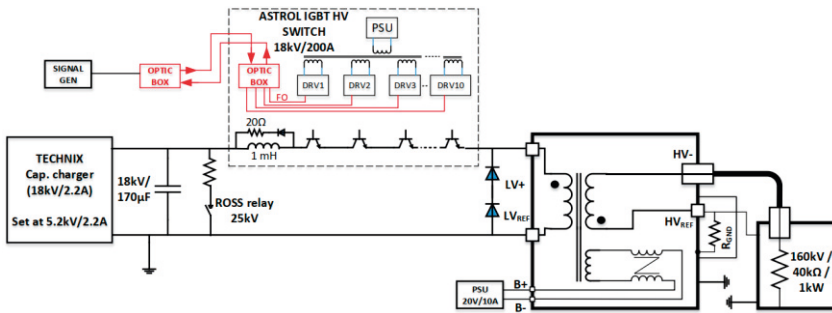 ASTROL IGBT HV
SWITCH
18kV/200A
PSU
SIGNAL
GEN
OPTIC
BOX
OPTIC
BOX
FO
DRV1
DRV2
DRV3
DRV10
20Ω
1 mH
TECHNIX
Cap. charger
(18kV/2.2A)
Set at 5.2kV/2.2A
18kV/
170µF
ROSS relay
25kV
LV+
LVREF
HV-
HVREF
RGND
160kV /
40kΩ /
1kW
PSU
20V/10A
B+
B-